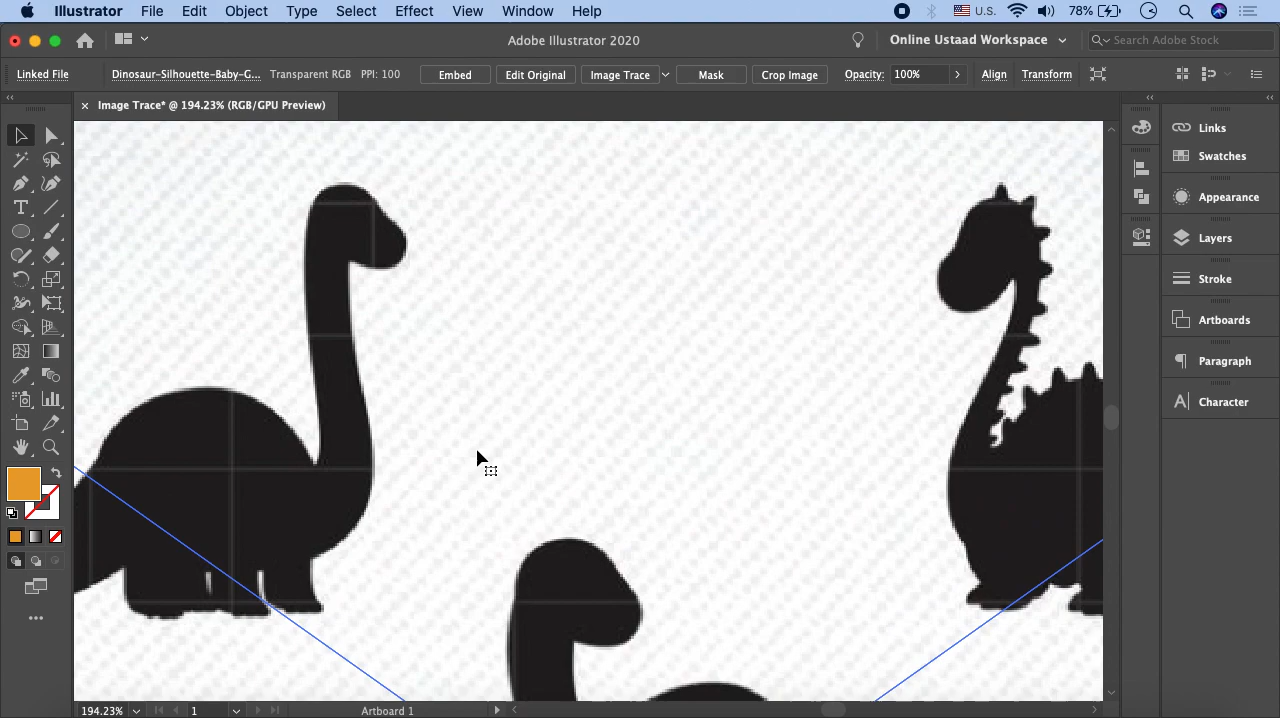 Illustrator File Edit Object Type Select Effect View Window Help U.S. 78%
Adobe Illustrator 2020 Online Ustaad Workspace Search Adobe Stock
Linked File Dinosaur-Silhouette-Baby-G... Transparent RGB PPI: 100 Embed Edit Original Image Trace Mask Crop Image Opacity: 100% Align Transform
× Image Trace* @ 194.23% (RGB/GPU Preview)
Links
Swatches
Appearance
Layers
Stroke
Artboards
Paragraph
Character
194.23% 1 Artboard 1